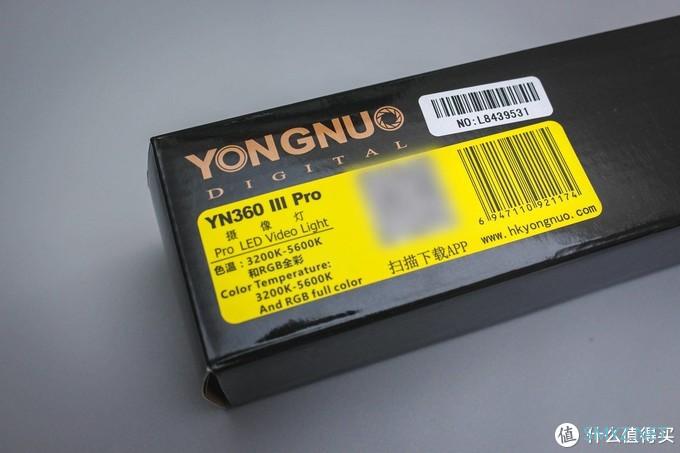 YONGNUO
DIGITAL
NO:L8439531
YN360 III Pro
摄 像 灯
Pro LED Video Light
色温：3200K-5600K
和RGB全彩
Color Temperature:
3200K-5600K
And RGB full color
扫描下载APP
6 947110 921174
www.hkyongnuo.com
值 什么值得买